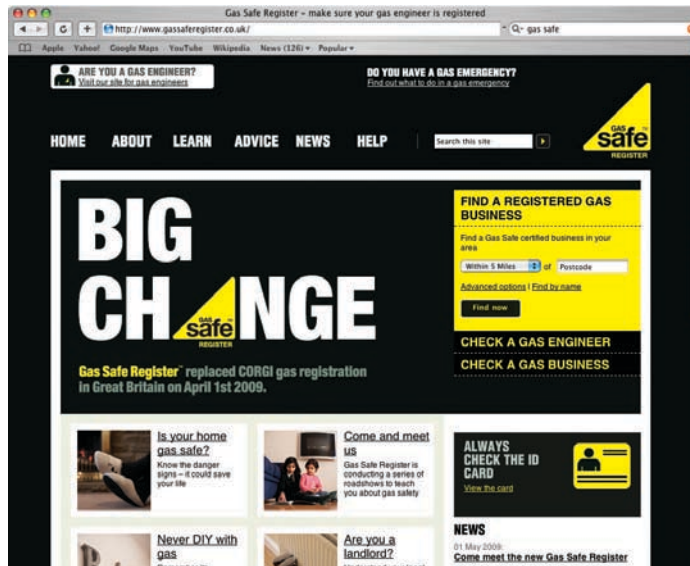 Gas Safe Register – make sure your gas engineer is registered
http://www.gassaferegister.co.uk/
gas safe
Apple Yahoo! Google Maps YouTube Wikipedia News (126) Popular
ARE YOU A GAS ENGINEER?
Visit our site for gas engineers
DO YOU HAVE A GAS EMERGENCY?
Find out what to do in a gas emergency
HOME ABOUT LEARN ADVICE NEWS HELP
Search this site
GAS
safe
REGISTER
BIG
CHANGE
GAS
safe
REGISTER
Gas Safe Register™ replaced CORGI gas registration
in Great Britain on April 1st 2009.
FIND A REGISTERED GAS
BUSINESS
Find a Gas Safe certified business in your
area
Within 5 Miles of Postcode
Advanced options | Find by name
Find now
CHECK A GAS ENGINEER
CHECK A GAS BUSINESS
Is your home
gas safe?
Know the danger
signs – it could save
your life
Come and meet
us
Gas Safe Register is
conducting a series of
roadshows to teach
you about gas safety
ALWAYS
CHECK THE ID
CARD
View the card
Never DIY with
gas
Are you a
landlord?
NEWS
01 May 2009
Come meet the new Gas Safe Register